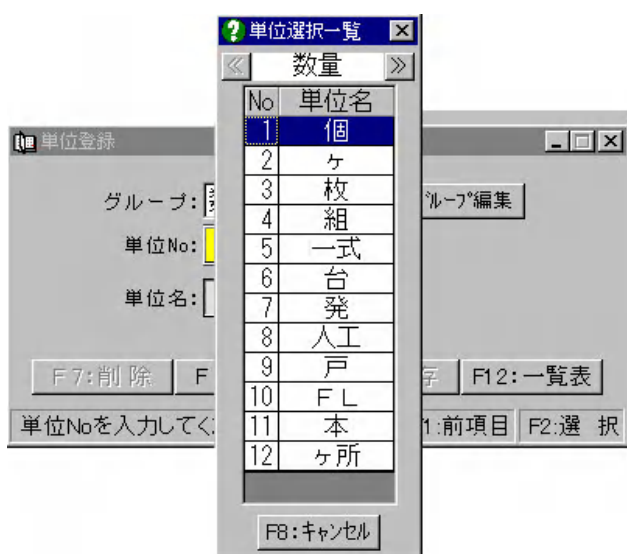 単位選択一覧
数量
No 単位名
1 個
2 ヶ
3 枚
4 組
5 一式
6 台
7 発
8 人工
9 戸
10 ＦＬ
11 本
12 ヶ所
F8:キャンセル
単位登録
グループ:
ｸﾞﾙｰﾌﾟ編集
単位No:
単位名:
F7:削 除 F 存 F12:一覧表
単位Noを入力してく 1:前項目 F2:選 択